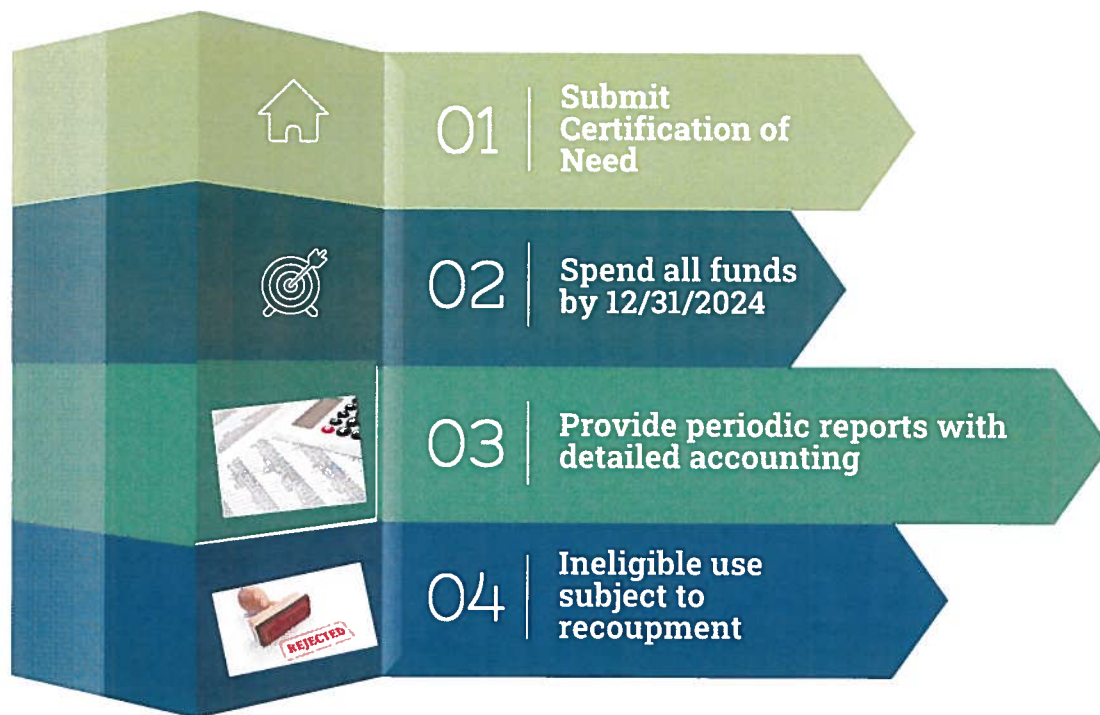 01
Submit
Certification of
Need
02
Spend all funds
by 12/31/2024
03
Provide periodic reports with
detailed accounting
04
Ineligible use
subject to
recoupment
REJECTED